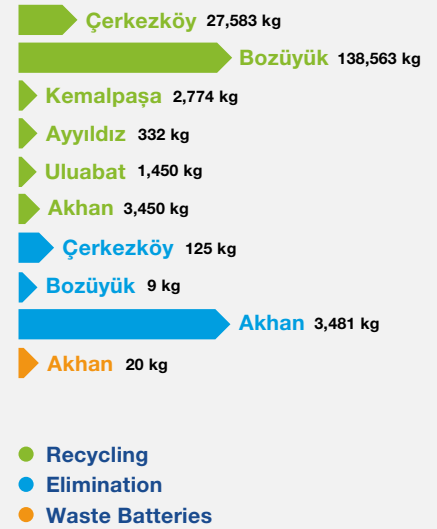 Çerkezköy 27,583 kg
Bozüyük 138,563 kg
Kemalpaşa 2,774 kg
Ayyıldız 332 kg
Uluabat 1,450 kg
Akhan 3,450 kg
Çerkezköy 125 kg
Bozüyük 9 kg
Akhan 3,481 kg
Akhan 20 kg
Recycling
Elimination
Waste Batteries